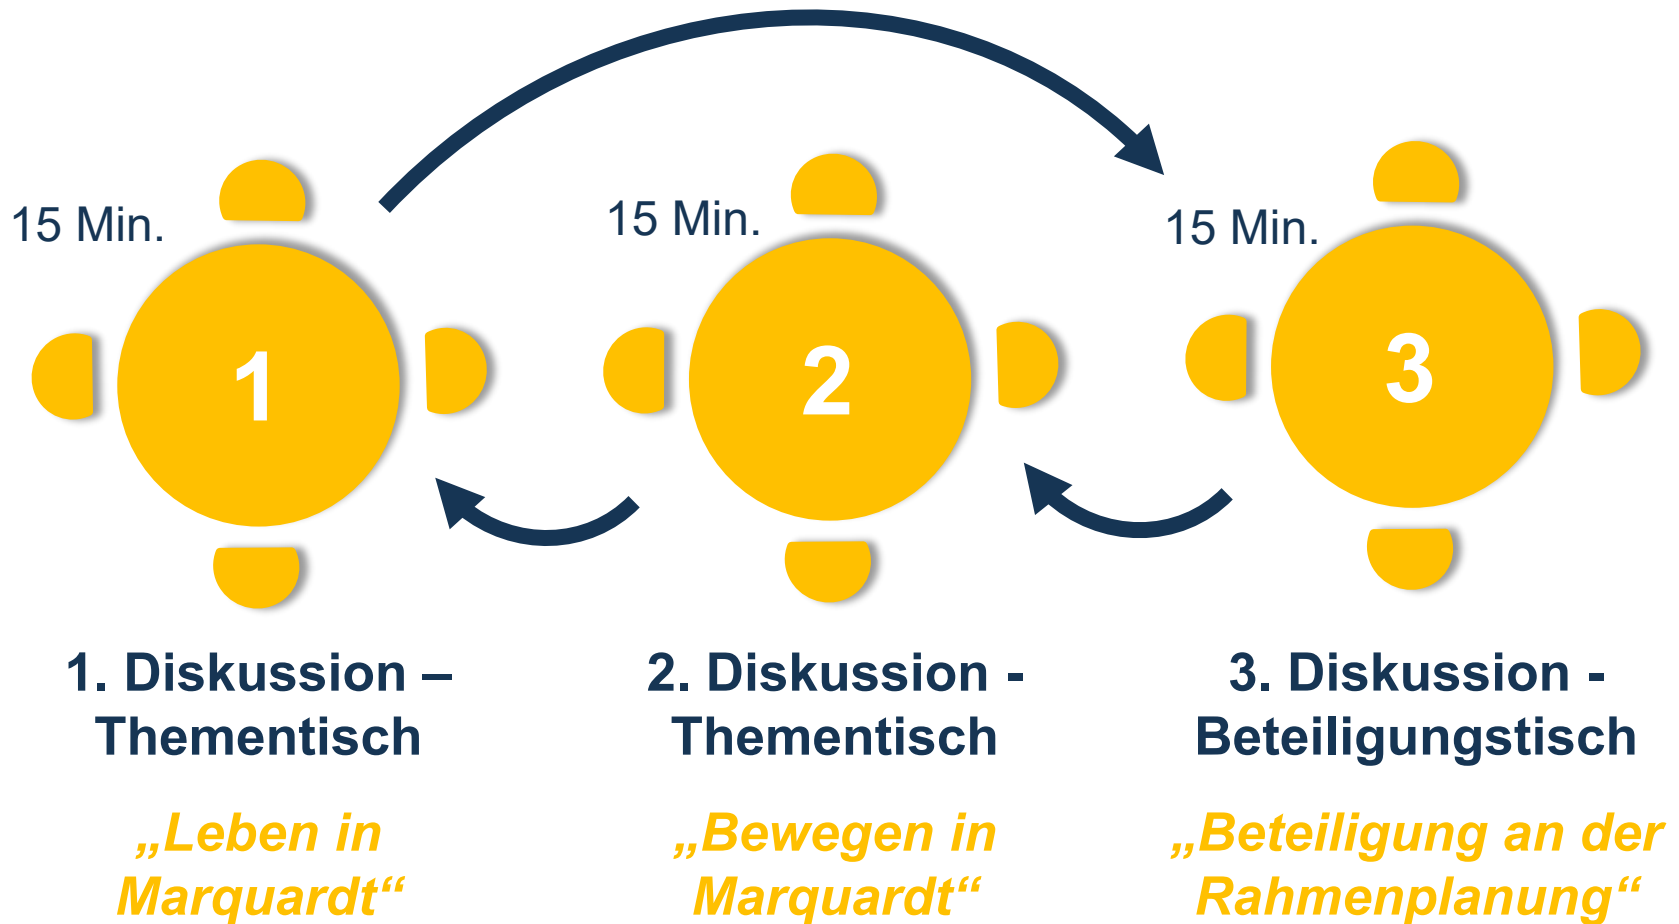 15 Min.
15 Min.
15 Min.
1
2
3
1. Diskussion –
Thementisch
„Leben in
Marquardt“
2. Diskussion -
Thementisch
„Bewegen in
Marquardt“
3. Diskussion -
Beteiligungstisch
„Beteiligung an der
Rahmenplanung“